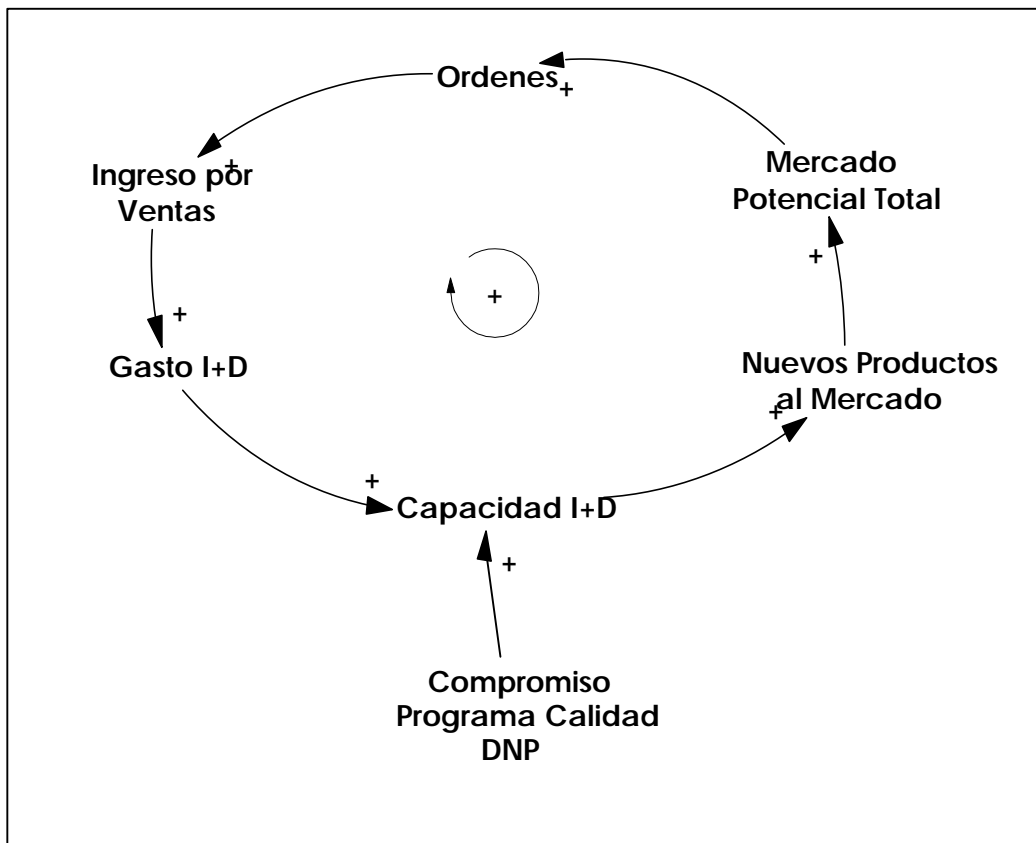 Ordenes
+
Mercado
Potencial Total
+
Ingreso por
Ventas
+
+
+
Gasto I+D
Nuevos Productos
al Mercado
+
+
Capacidad I+D
+
Compromiso
Programa Calidad
DNP